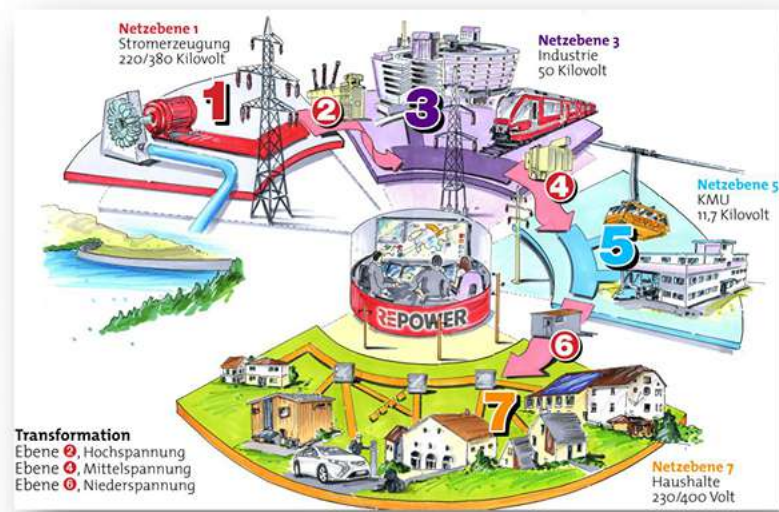 Netzebene 1
Stromerzeugung
220/380 Kilovolt
1
2
3
Netzebene 3
Industrie
50 Kilovolt
4
Netzebene 5
KMU
11,7 Kilovolt
5
REPOWER
6
7
Transformation
Ebene 2, Hochspannung
Ebene 4, Mittelspannung
Ebene 6, Niederspannung
Netzebene 7
Haushalte
230/400 Volt